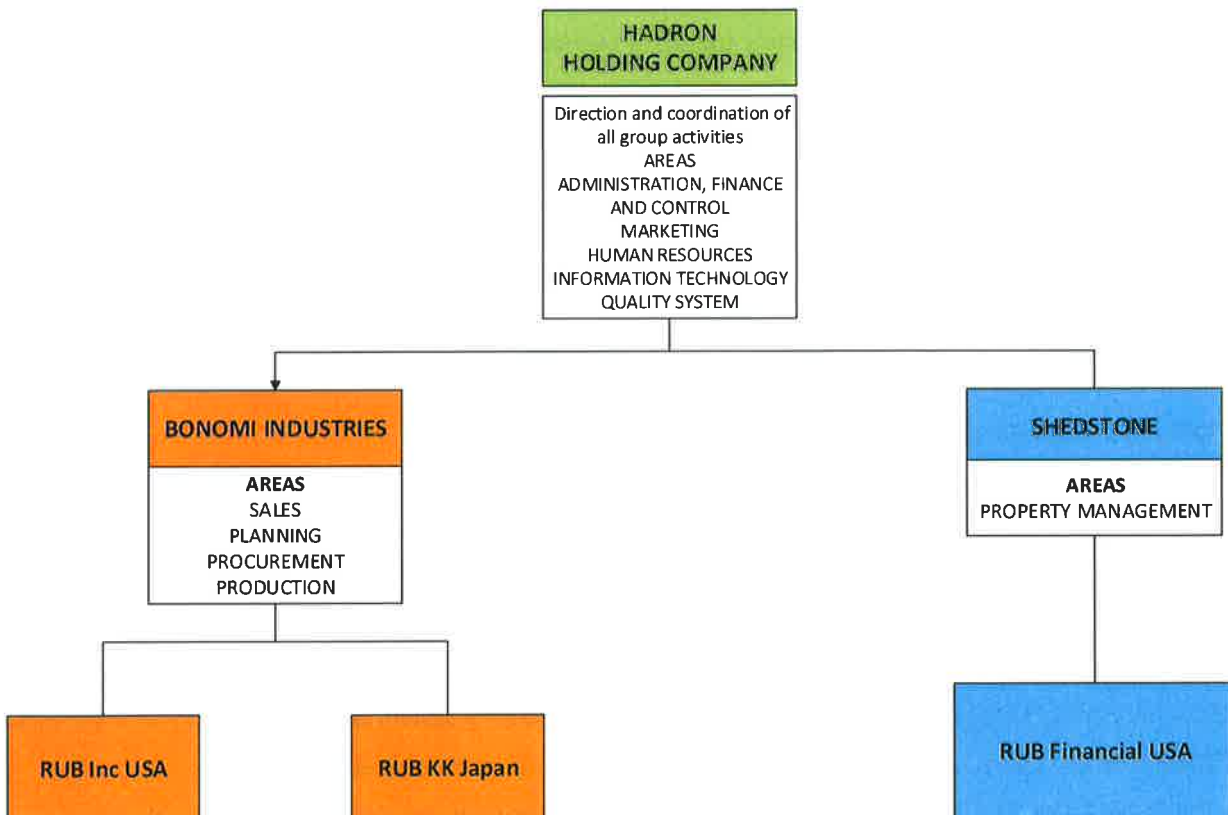 HADRON
HOLDING COMPANY
Direction and coordination of
all group activities
AREAS
ADMINISTRATION, FINANCE
AND CONTROL
MARKETING
HUMAN RESOURCES
INFORMATION TECHNOLOGY
QUALITY SYSTEM
BONOMI INDUSTRIES
AREAS
SALES
PLANNING
PROCUREMENT
PRODUCTION
SHEDSTONE
AREAS
PROPERTY MANAGEMENT
RUB Inc USA
RUB KK Japan
RUB Financial USA